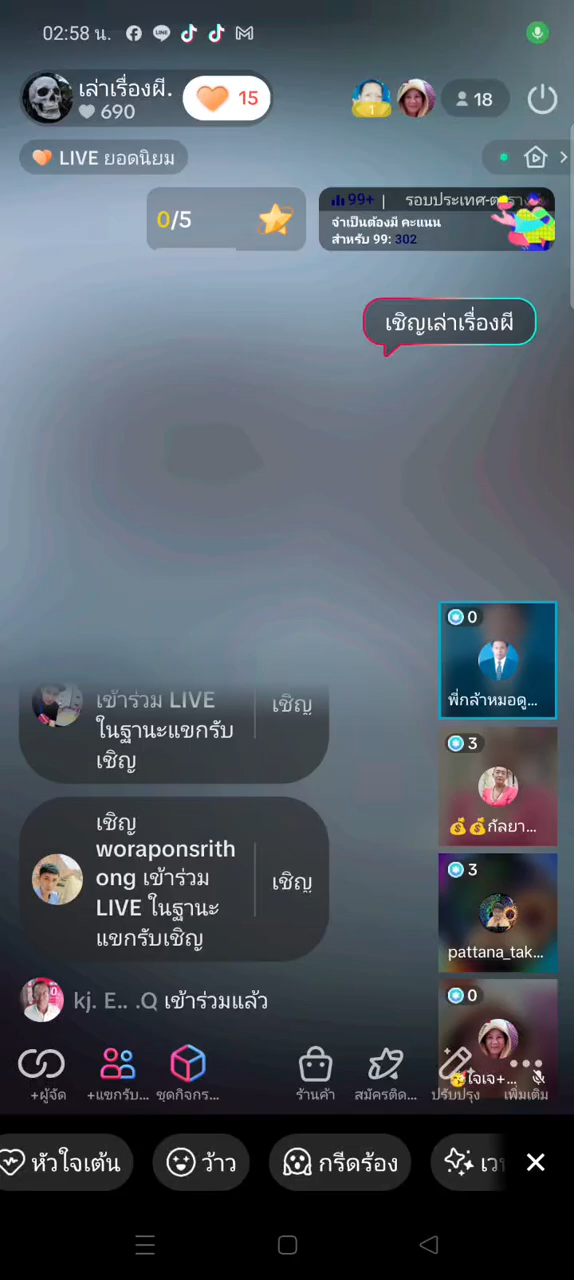 02:58 น.
เล่าเรื่องผี.
690
15
1
18
LIVE ยอดนิยม
0/5
99+ | รอบประเทศ-ตาราง
จำเป็นต้องมี คะแนน
สำหรับ 99: 302
เชิญเล่าเรื่องผี
0
พี่กล้าหมอดู...
เข้าร่วม LIVE
ในฐานะแขกรับ
เชิญ
เชิญ
3
💰💰กัลยา...
เชิญ
woraponsrith
ong เข้าร่วม
LIVE ในฐานะ
แขกรับเชิญ
เชิญ
3
pattana_tak...
kj. E.. .Q เข้าร่วมแล้ว
0
🥳ใจเจ+...
+ผู้จัด
+แขกรับ...
ชุดกิจกร...
ร้านค้า
สมัครติด...
ปรับปรุง
เพิ่มเติม
หัวใจเต้น
ว้าว
กรีดร้อง